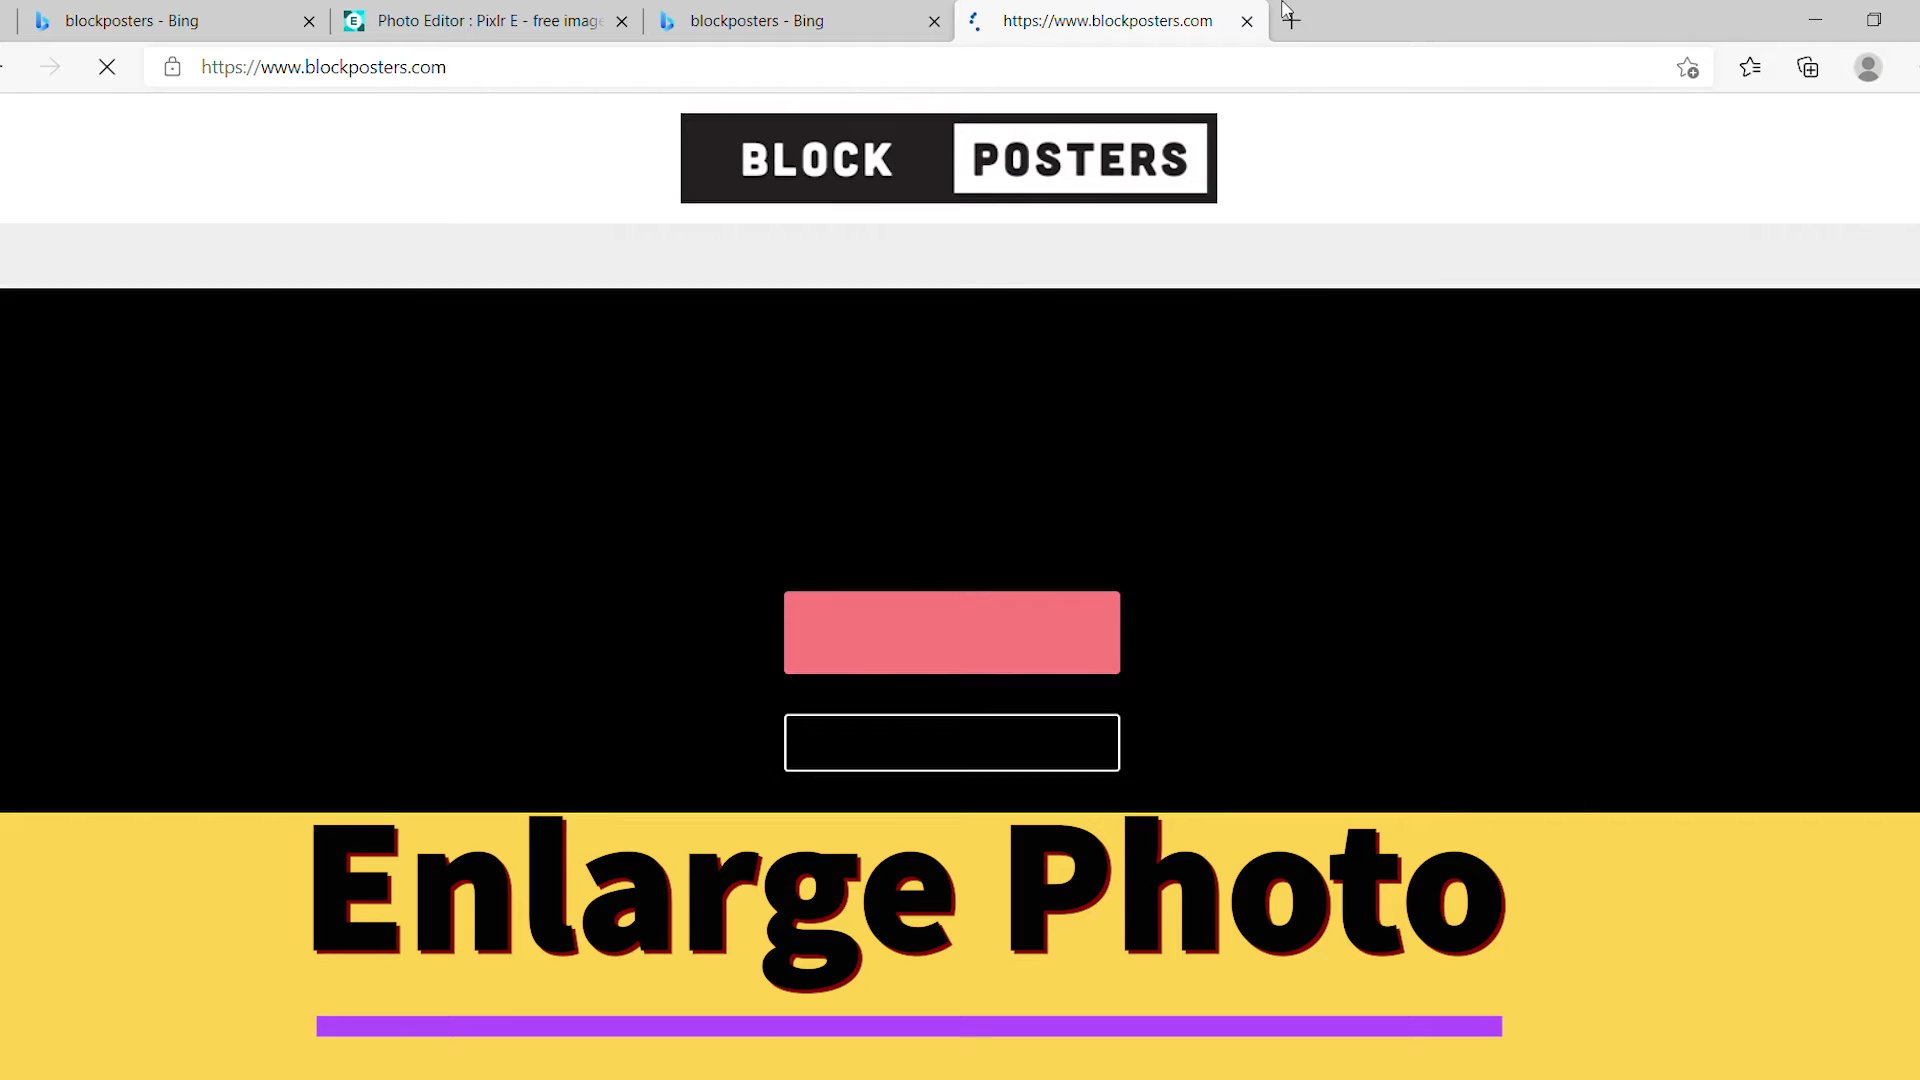 blockposters - Bing
Photo Editor : Pixlr E - free image
blockposters - Bing
https://www.blockposters.com
https://www.blockposters.com
BLOCK POSTERS
Enlarge Photo